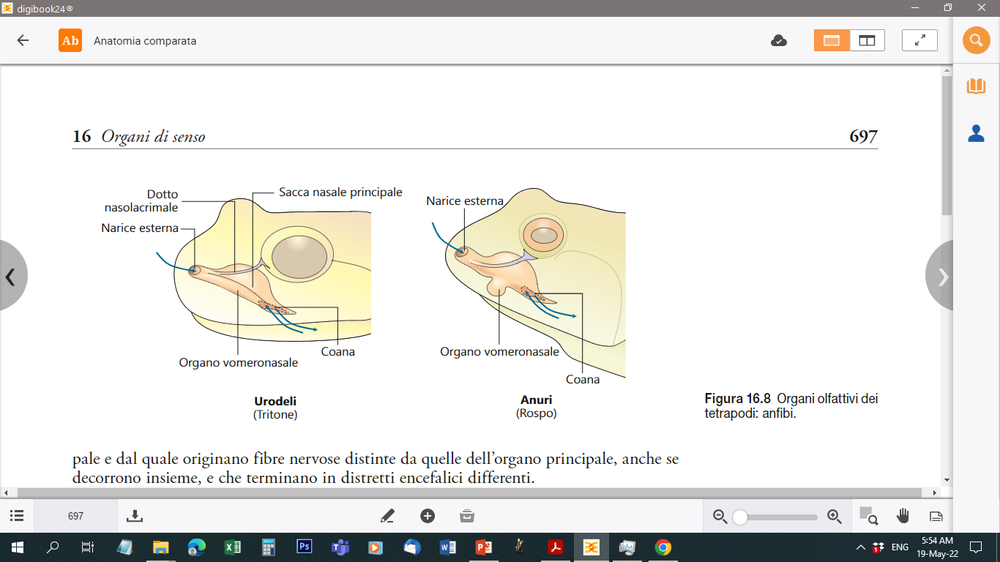 digibook24®
Ab Anatomia comparata
16 Organi di senso 697
Dotto
nasolacrimale
Sacca nasale principale
Narice esterna
Organo vomeronasale
Coana
Urodeli
(Tritone)
Narice esterna
Organo vomeronasale
Coana
Anuri
(Rospo)
Figura 16.8 Organi olfattivi dei
tetrapodi: anfibi.
pale e dal quale originano fibre nervose distinte da quelle dell'organo principale, anche se
decorrono insieme, e che terminano in distretti encefalici differenti.
697
Ps
ENG
5:54 AM
19-May-22